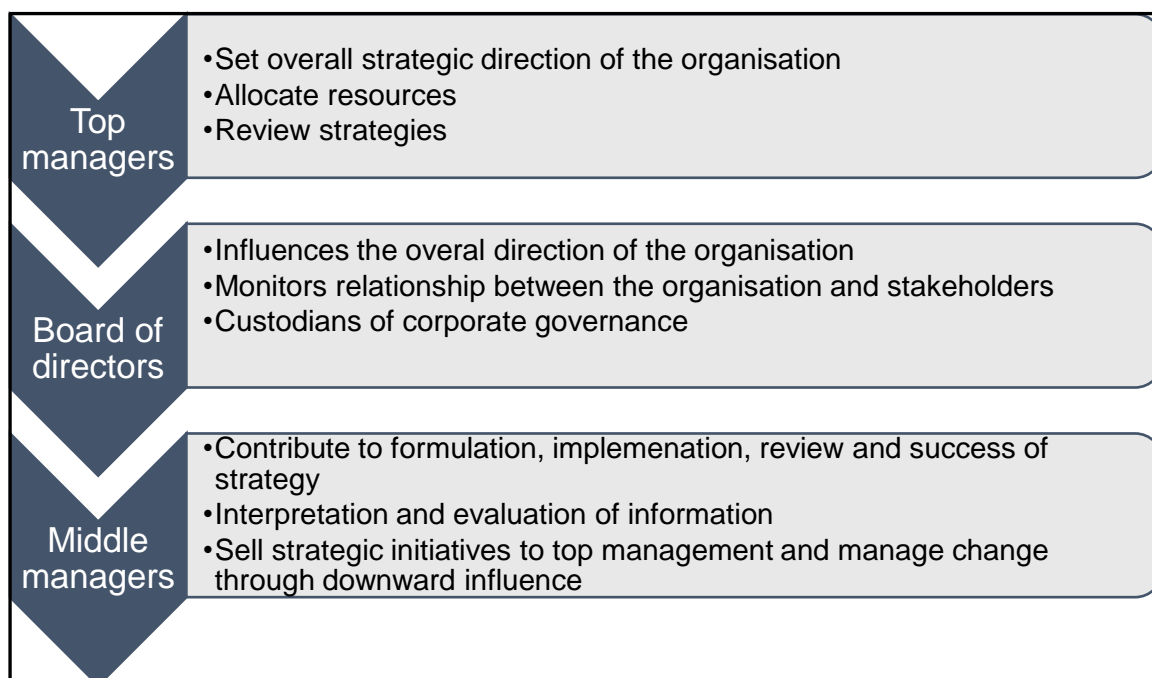 Top
managers
•Set overall strategic direction of the organisation
•Allocate resources
•Review strategies
Board of
directors
•Influences the overal direction of the organisation
•Monitors relationship between the organisation and stakeholders
•Custodians of corporate governance
Middle
managers
•Contribute to formulation, implemenation, review and success of
strategy
•Interpretation and evaluation of information
•Sell strategic initiatives to top management and manage change
through downward influence